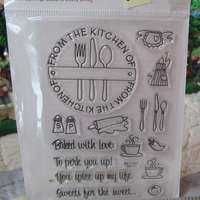 FROM THE KITCHEN OF
FROM THE KITCHEN OF
Baked with love
To perk you up!
You spice up my life.
Sweets for the sweet...